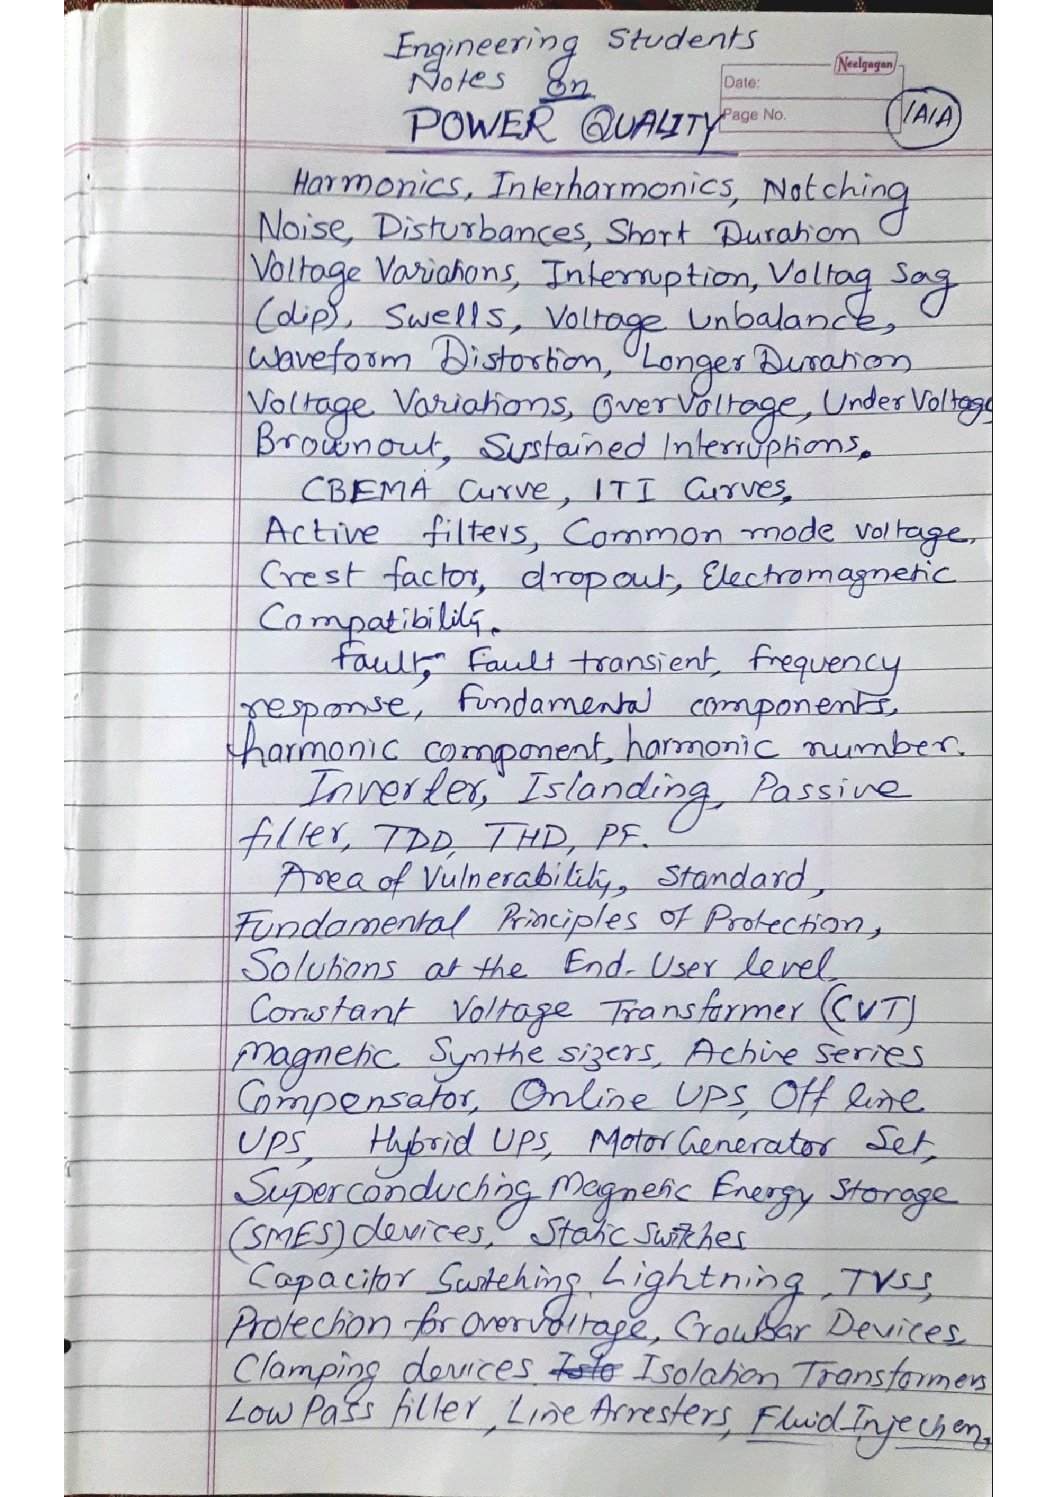 Engineering Students
Notes On
Neelgagan
Date:
POWER QUALITY
Page No.
1A1A
Harmonics, Interharmonics, Notching
Noise, Disturbances, Short Duration
Voltage Variations, Interruption, Voltag Sag
(dip), Swells, Voltage Unbalance,
Waveform Distortion, Longer Duration
Voltage Variations, Over Voltage, Under Voltage
Brownout, Sustained Interruptions.
CBEMA Curve, ITI Curves,
Active filters, Common mode voltage,
Crest factor, dropout, Electromagnetic
Compatibility.
fault, Fault transient, frequency
response, fundamental components,
harmonic component, harmonic number.
Inverter, Islanding, Passive
filter, TDD, THD, PF.
Area of Vulnerability, Standard,
Fundamental Principles of Protection,
Solutions at the End-User level
Constant Voltage Transformer (CVT)
Magnetic Synthesizers, Active series
Compensator, Online UPS, Off line
UPS, Hybrid UPS, Motor Generator Set,
Superconducting Magnetic Energy Storage
(SMES) devices, Static Switches
Capacitor Switching, Lightning, TVSS,
Protection for overvoltage, Crowbar Devices,
Clamping devices Isolation Transformers
Low Pass filter, Line Arresters, Fluid Injection,